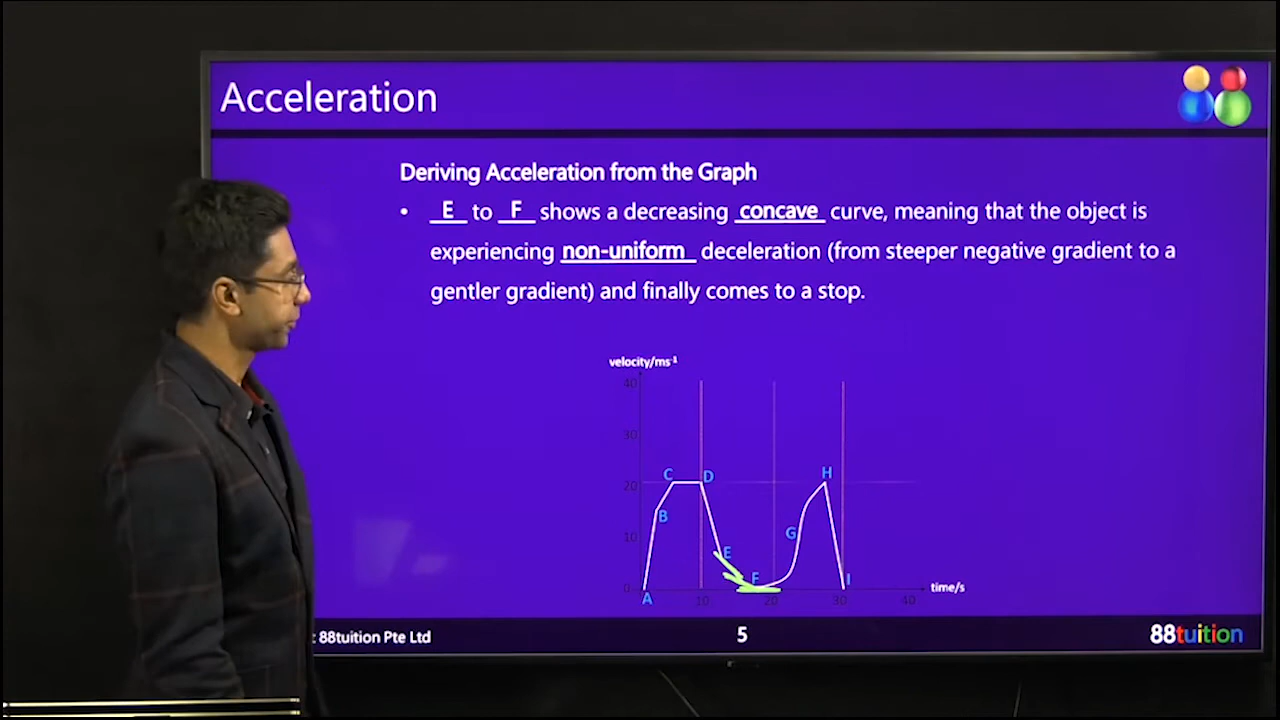 Acceleration
Deriving Acceleration from the Graph
• E to F shows a decreasing concave curve, meaning that the object is
experiencing non-uniform deceleration (from steeper negative gradient to a
gentler gradient) and finally comes to a stop.
velocity/ms⁻¹
40
30
C D H
20
B
G
10
E
F I
0
A 10 20 30 40
time/s
: 88tuition Pte Ltd
5
88tuition